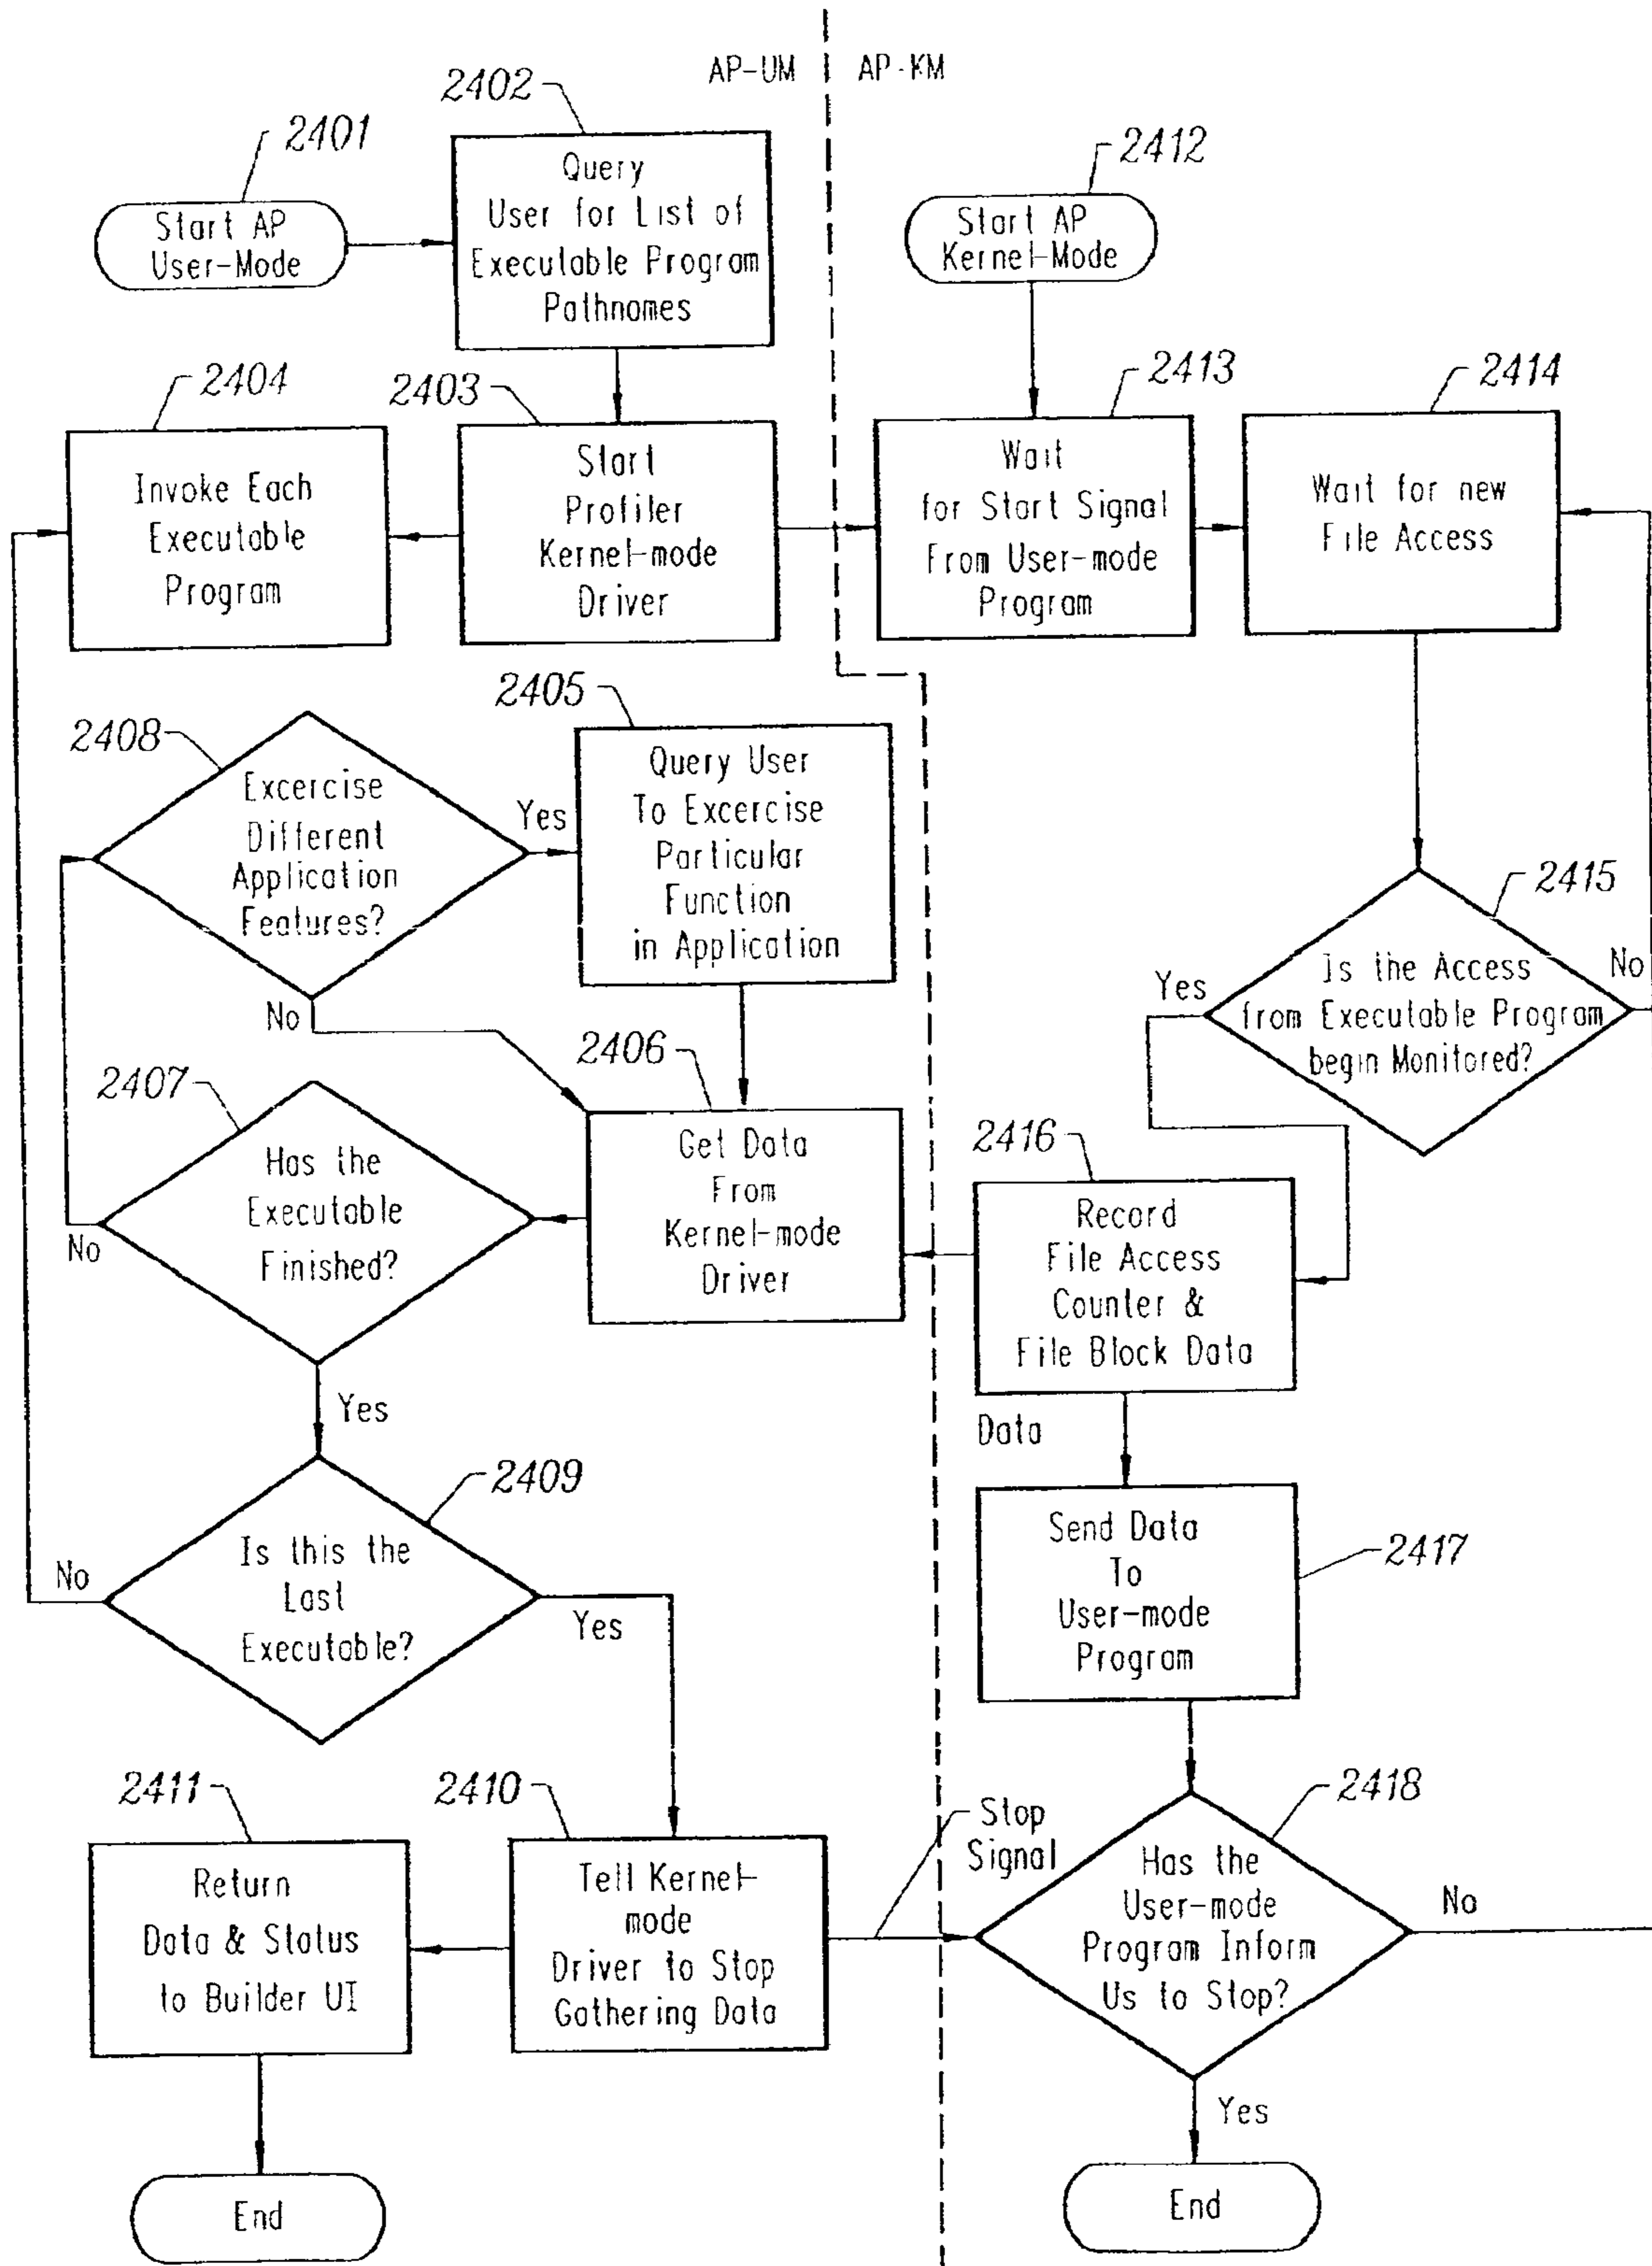 AP-UM
AP-KM
2401
Start AP
User-Mode
2402
Query
User for List of
Executable Program
Pathnames
2412
Start AP
Kernel-Mode
2404
Invoke Each
Executable
Program
2403
Start
Profiler
Kernel-mode
Driver
2413
Wait
for Start Signal
From User-mode
Program
2414
Wait for new
File Access
2408
Excercise
Different
Application
Features?
Yes
No
2405
Query User
To Excercise
Particular
Function
in Application
2415
Is the Access
from Executable Program
begin Monitored?
Yes
No
2407
Has the
Executable
Finished?
No
Yes
2406
Get Data
From
Kernel-mode
Driver
2416
Record
File Access
Counter &
File Block Data
Data
2409
Is this the
Last
Executable?
No
Yes
2417
Send Data
To
User-mode
Program
2411
Return
Data & Status
to Builder UI
2410
Tell Kernel-
mode
Driver to Stop
Gathering Data
Stop
Signal
2418
Has the
User-mode
Program Inform
Us to Stop?
No
Yes
End
End